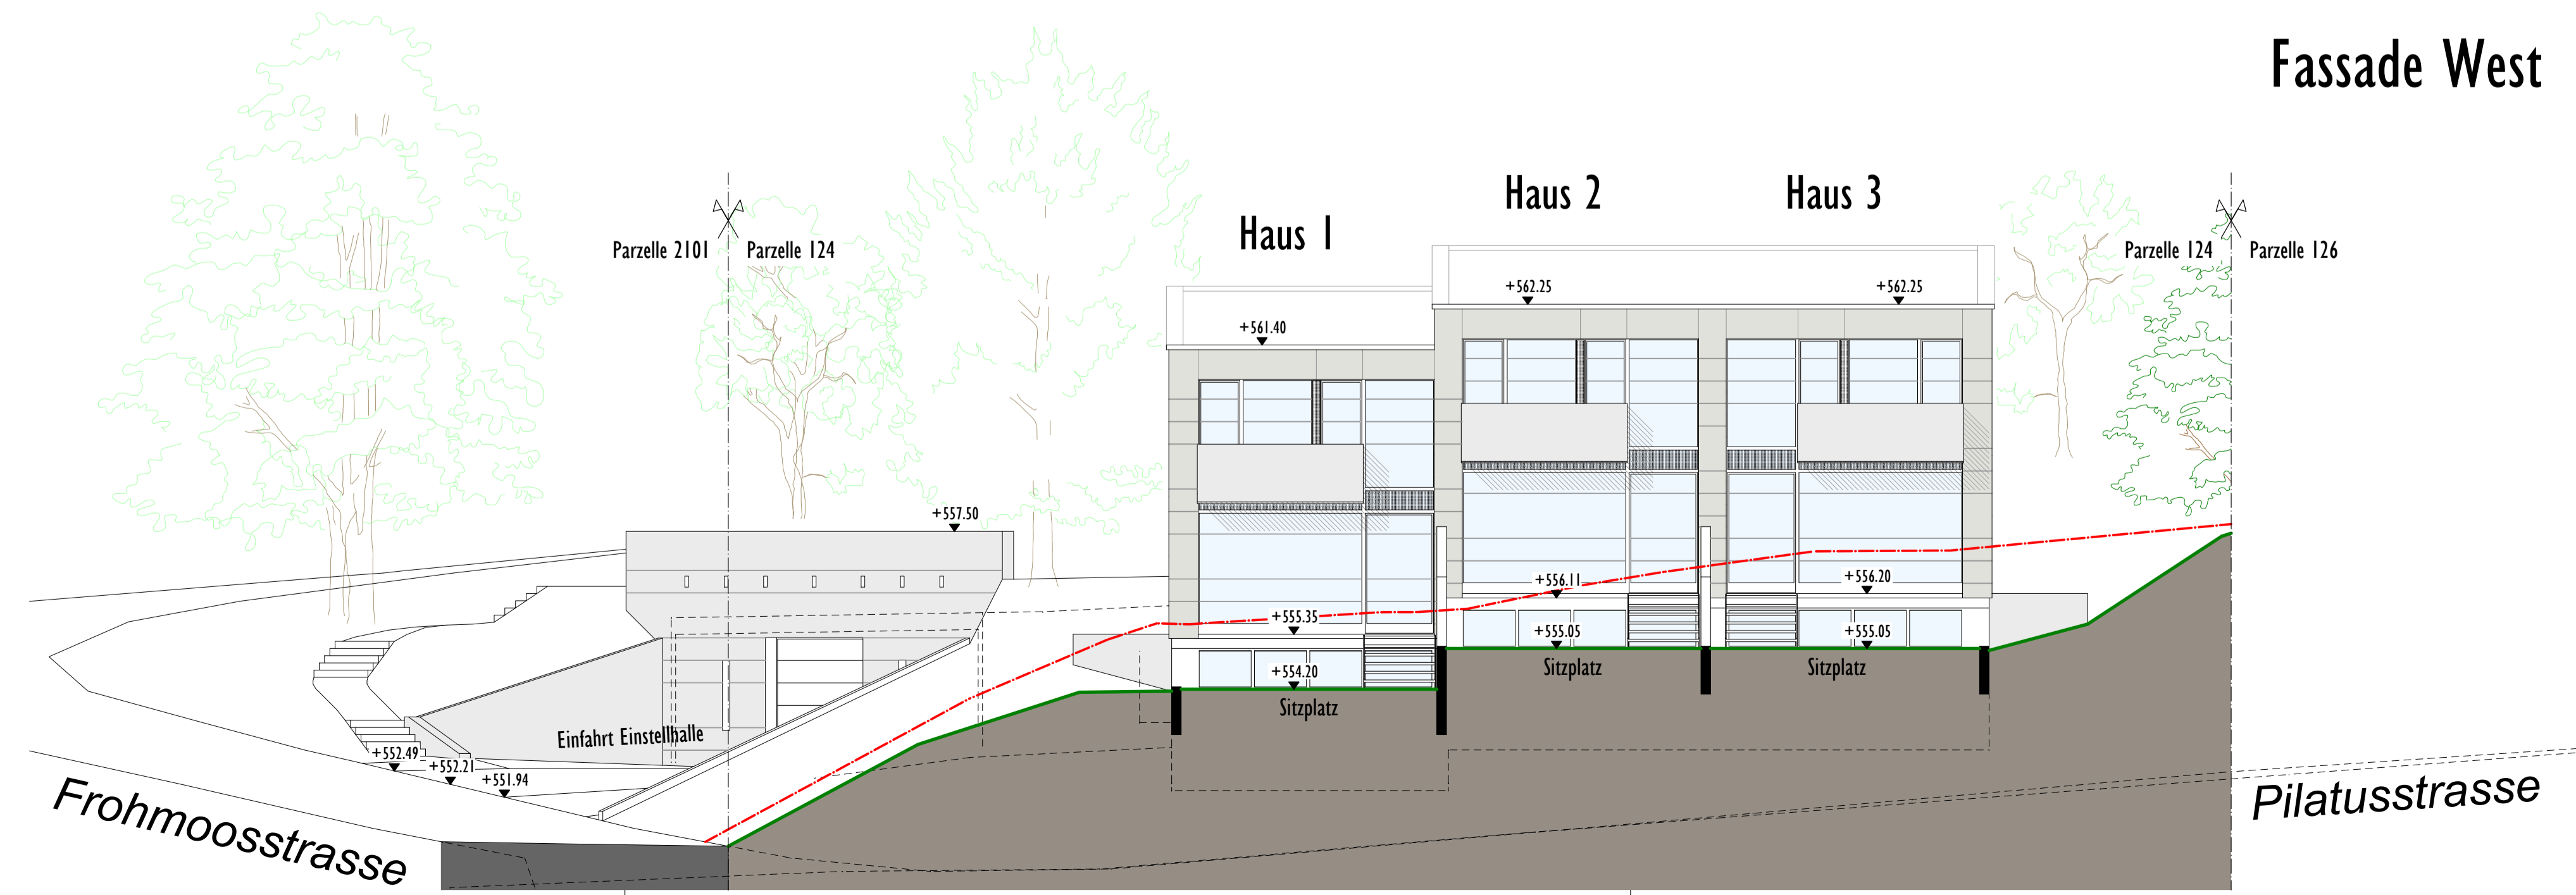 Fassade West
Haus 1
Haus 2
Haus 3
Parzelle 2101
Parzelle 124
Parzelle 124
Parzelle 126
+562.25
+562.25
+561.40
+557.50
+556.11
+556.20
+555.35
+555.05
+555.05
Sitzplatz
Sitzplatz
+554.20
Sitzplatz
Einfahrt Einstellhalle
+552.49
+552.21
+551.94
Frohmoosstrasse
Pilatusstrasse